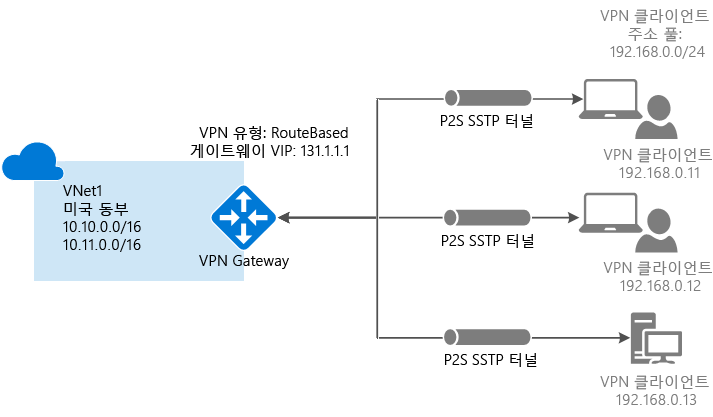 VPN 클라이언트
주소 풀:
192.168.0.0/24
P2S SSTP 터널
VPN 유형: RouteBased
게이트웨이 VIP: 131.1.1.1
VPN 클라이언트
192.168.0.11
VNet1
미국 동부
10.10.0.0/16
10.11.0.0/16
VPN Gateway
P2S SSTP 터널
VPN 클라이언트
192.168.0.12
P2S SSTP 터널
VPN 클라이언트
192.168.0.13